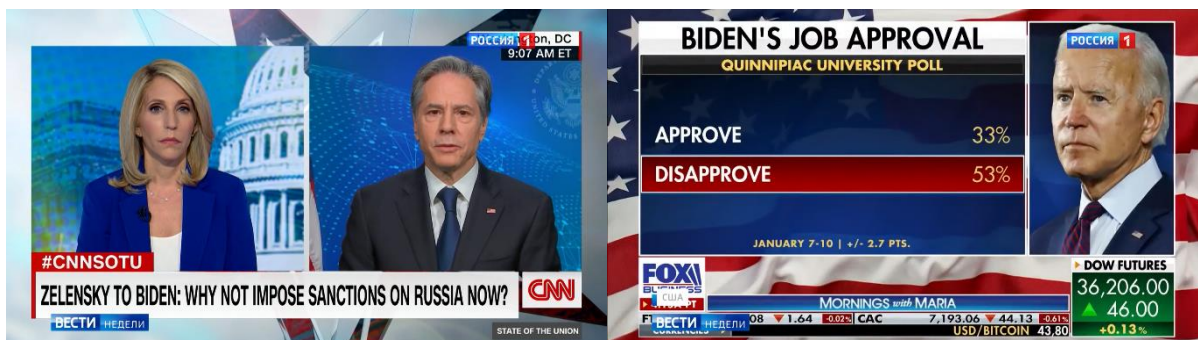 РОССИЯ 1
on, DC
9:07 AM ET
#CNNSOTU
ZELENSKY TO BIDEN: WHY NOT IMPOSE SANCTIONS ON RUSSIA NOW?
CNN
ВЕСТИ НЕДЕЛИ
STATE OF THE UNION
BIDEN'S JOB APPROVAL
РОССИЯ 1
QUINNIPIAC UNIVERSITY POLL
APPROVE 33%
DISAPPROVE 53%
JANUARY 7-10 | +/- 2.7 PTS.
FOX
BUSINESS
США
DOW FUTURES
36,206.00
46.00
+0.13%
MORNINGS with MARIA
08 1.64 -0.02% CAC 7,193.06 44.13 -0.61%
ВЕСТИ НЕДЕЛИ
CURRENCIES
USD/BITCOIN 43,80